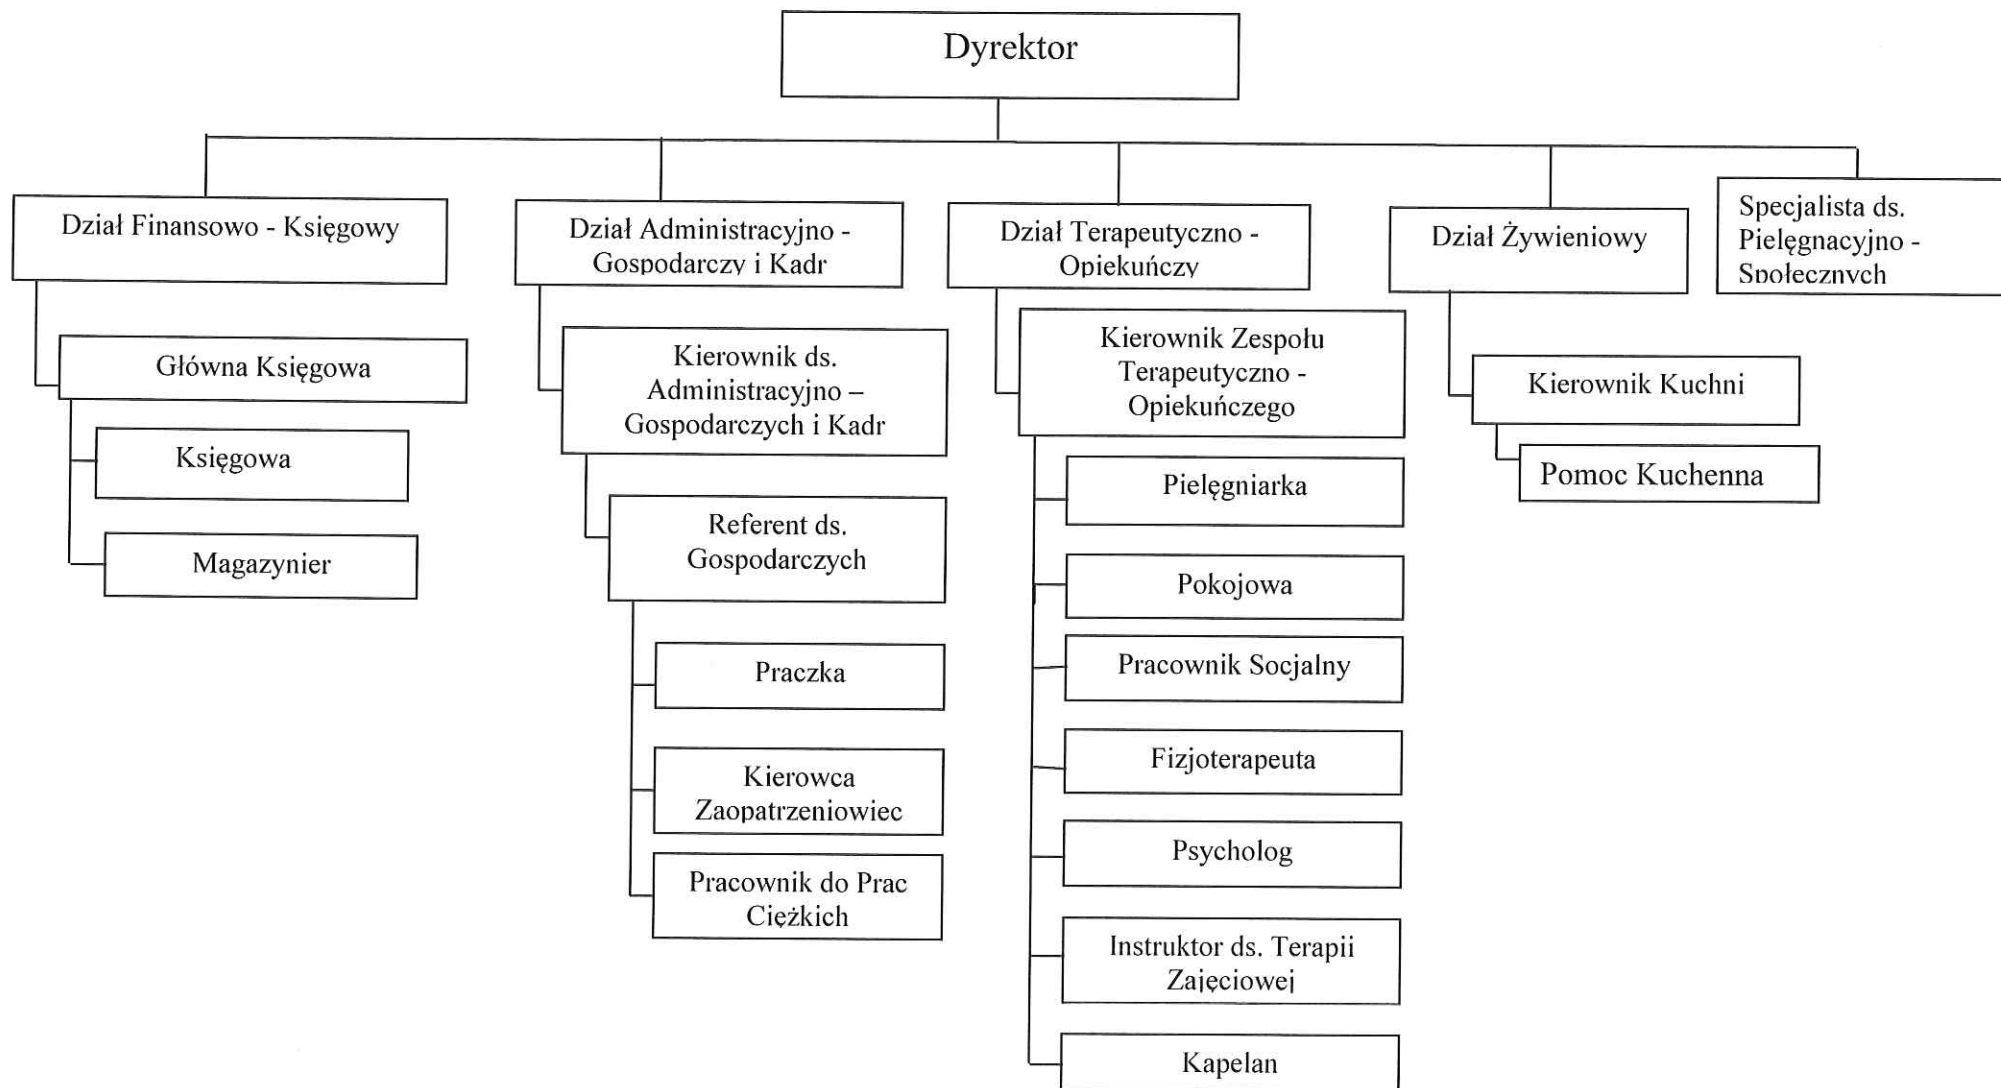 Dyrektor
Dział Finansowo - Księgowy
Dział Administracyjno -
Gospodarczy i Kadr
Dział Terapeutyczno -
Opiekuńczy
Dział Żywieniowy
Specjalista ds.
Pielęgnacyjno -
Społecznych
Główna Księgowa
Księgowa
Magazynier
Kierownik ds.
Administracyjno –
Gospodarczych i Kadr
Referent ds.
Gospodarczych
Praczka
Kierowca
Zaopatrzeniowiec
Pracownik do Prac
Ciężkich
Kierownik Zespołu
Terapeutyczno -
Opiekuńczego
Pielęgniarka
Pokojowa
Pracownik Socjalny
Fizjoterapeuta
Psycholog
Instruktor ds. Terapii
Zajęciowej
Kapelan
Kierownik Kuchni
Pomoc Kuchenna